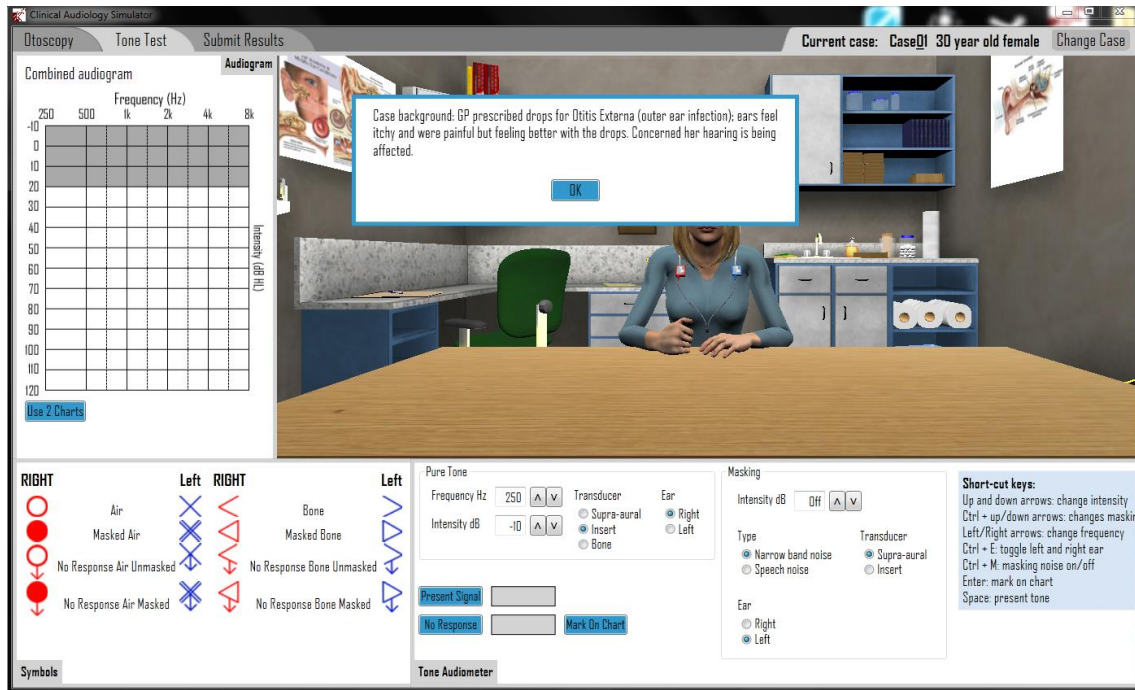 Clinical Audiology Simulator
Otoscopy Tone Test Submit Results
Current case: Case01 30 year old female Change Case
Audiogram
Combined audiogram
Frequency (Hz)
250 500 1k 2k 4k 8k
-10
0
10
20
30
40
50
60
70
80
90
100
110
120
Intensity (dB HL)
Use 2 Charts
Case background: GP prescribed drops for Otitis Externa (outer ear infection); ears feel
itchy and were painful but feeling better with the drops. Concerned her hearing is being
affected.
OK
RIGHT Left RIGHT Left
Air Bone
Masked Air Masked Bone
No Response Air Unmasked No Response Bone Unmasked
No Response Air Masked No Response Bone Masked
Symbols
Pure Tone
Frequency Hz 250 Transducer Ear
Supra-aural Right
Intensity dB -10 Insert Left
Bone
Present Signal
No Response Mark On Chart
Tone Audiometer
Masking
Intensity dB Off
Type Transducer
Narrow band noise Supra-aural
Speech noise Insert
Ear
Right
Left
Short-cut keys:
Up and down arrows: change intensity
Ctrl + up/down arrows: changes maskin
Left/Right arrows: change frequency
Ctrl + E: toggle left and right ear
Ctrl + M: masking noise on/off
Enter: mark on chart
Space: present tone